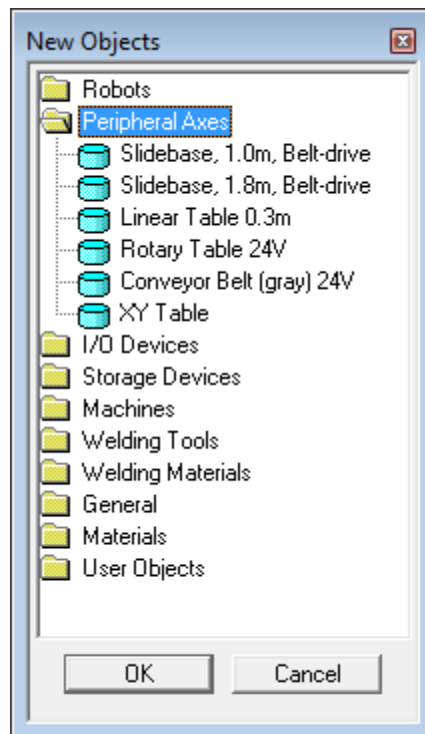 New Objects
Robots
Peripheral Axes
Slidebase, 1.0m, Belt-drive
Slidebase, 1.8m, Belt-drive
Linear Table 0.3m
Rotary Table 24V
Conveyor Belt (gray) 24V
XY Table
I/O Devices
Storage Devices
Machines
Welding Tools
Welding Materials
General
Materials
User Objects
OK
Cancel